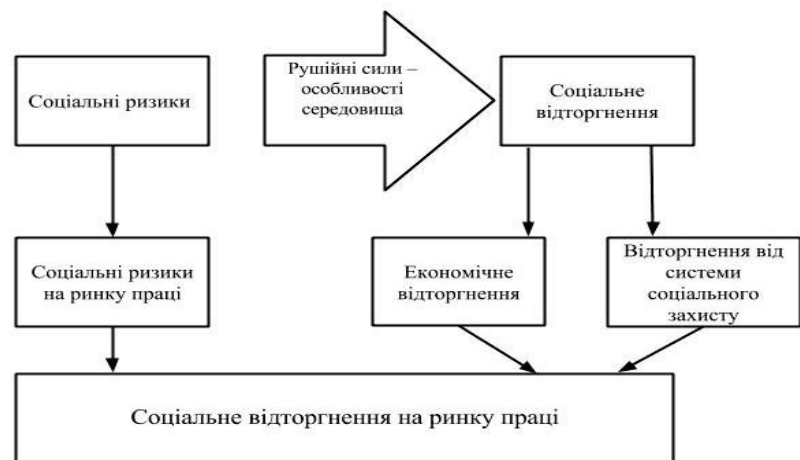 Соціальні ризики
Рушійні сили –
особливості
середовища
Соціальне
відторгнення
Соціальні ризики
на ринку праці
Економічне
відторгнення
Відторгнення від
системи
соціального
захисту
Соціальне відторгнення на ринку праці